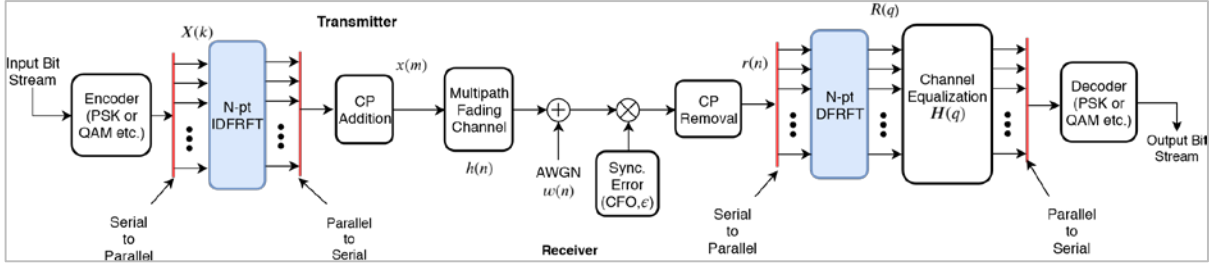 Transmitter
Input Bit
Stream
Encoder
(PSK or
QAM etc.)
X(k)
Serial
to
Parallel
N-pt
IDFRFT
Parallel
to
Serial
CP
Addition
x(m)
Multipath
Fading
Channel
h(n)
AWGN
w(n)
Sync.
Error
(CFO,ϵ)
CP
Removal
r(n)
Serial
to
Parallel
N-pt
DFRFT
R(q)
Channel
Equalization
H(q)
Parallel
to
Serial
Decoder
(PSK or
QAM etc.)
Output Bit
Stream
Receiver